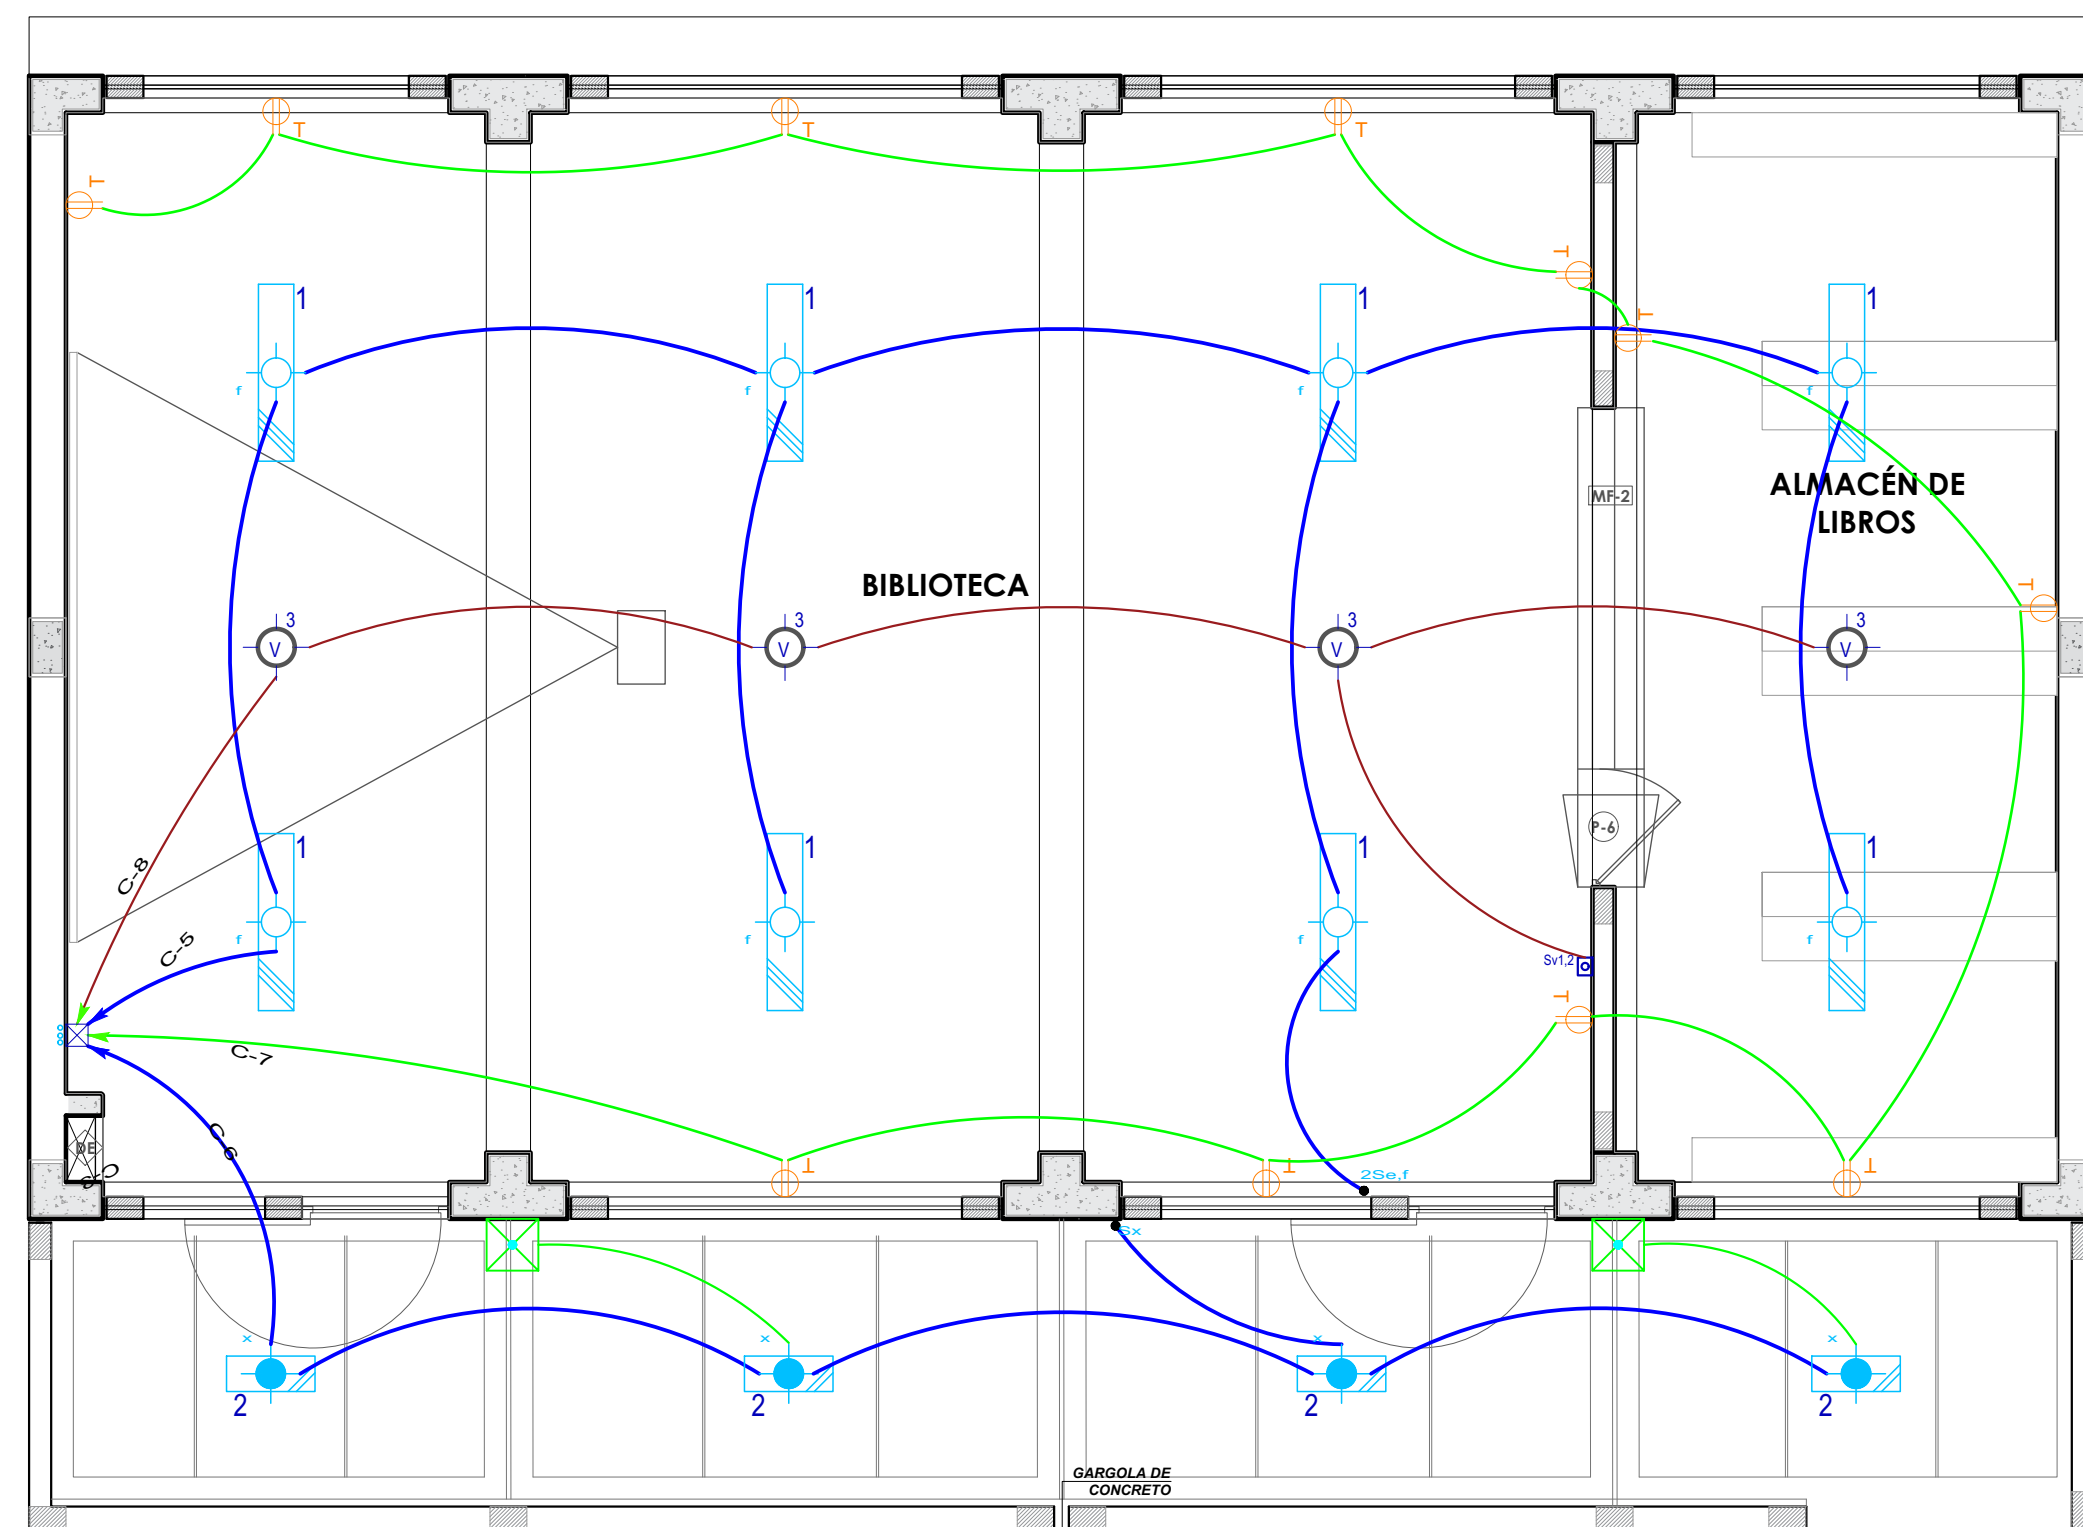 T
T
T
T
T
T
1
1
1
1
f
f
f
f
ALMACÉN DE
LIBROS
MF-2
BIBLIOTECA
T
3
3
3
3
V
V
V
V
P-6
1
1
1
1
C-8
C-5
f
f
f
f
Sv1,2
T
C-7
C-6
DE
T
T
T
2Se,f
Sx
x
x
x
x
2
2
2
2
GARGOLA DE
CONCRETO